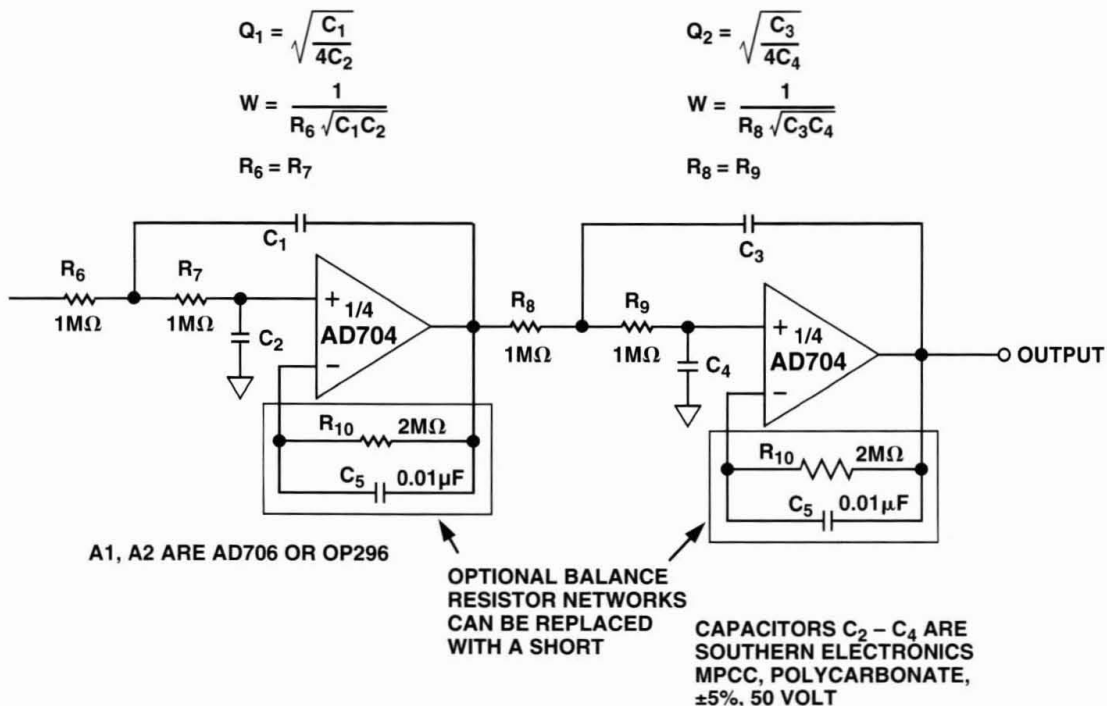 Q₁ = √(C₁/4C₂)
W = 1/(R₆ √(C₁C₂))
R₆ = R₇
Q₂ = √(C₃/4C₄)
W = 1/(R₈ √(C₃C₄))
R₈ = R₉
C₁
R₆
1MΩ
R₇
1MΩ
C₂
+
1/4
AD704
−
R₁₀ 2MΩ
C₅ 0.01µF
C₃
R₈
1MΩ
R₉
1MΩ
C₄
+
1/4
AD704
−
OUTPUT
R₁₀ 2MΩ
C₅ 0.01µF
A1, A2 ARE AD706 OR OP296
OPTIONAL BALANCE
RESISTOR NETWORKS
CAN BE REPLACED
WITH A SHORT
CAPACITORS C₂ – C₄ ARE
SOUTHERN ELECTRONICS
MPCC, POLYCARBONATE,
±5%, 50 VOLT